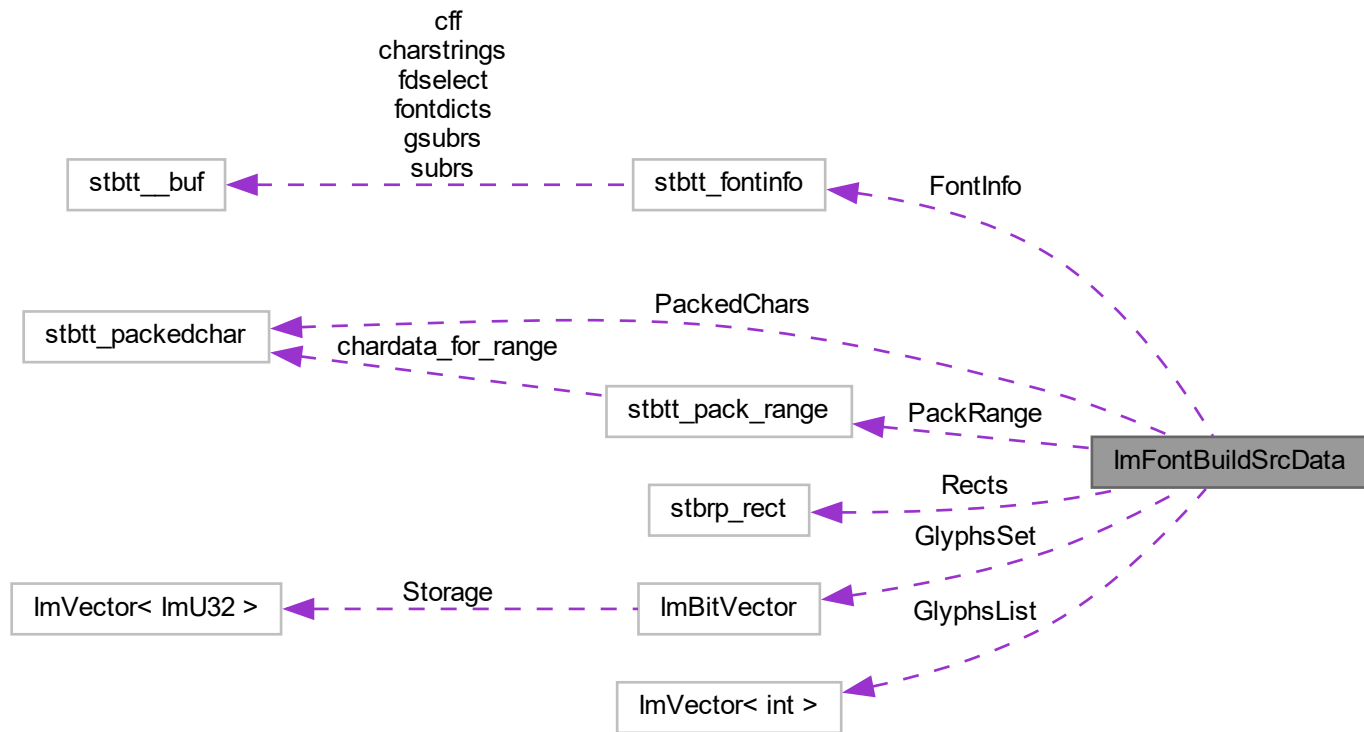 cff
charstrings
fdselect
fontdicts
gsubrs
subrs
stbtt__buf
stbtt_fontinfo
FontInfo
PackedChars
stbtt_packedchar
chardata_for_range
stbtt_pack_range
PackRange
ImFontBuildSrcData
Rects
stbrp_rect
GlyphsSet
ImVector< ImU32 >
Storage
ImBitVector
GlyphsList
ImVector< int >